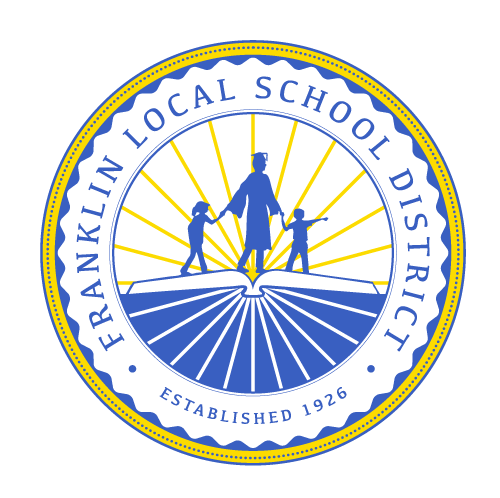 FRANKLIN LOCAL SCHOOL DISTRICT
ESTABLISHED 1926